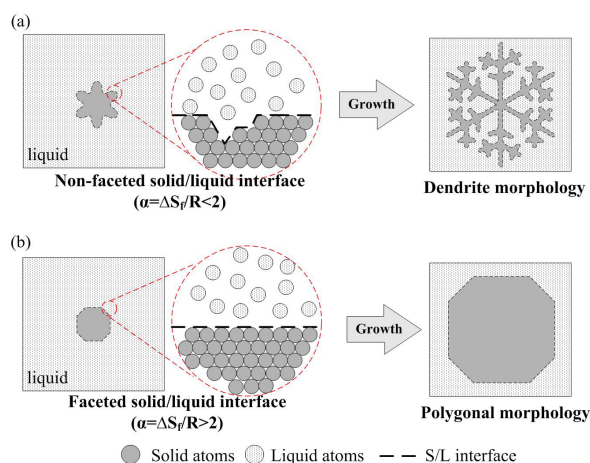 (a)
liquid
Growth
Non-faceted solid/liquid interface
(α=ΔSf/R<2)
Dendrite morphology
(b)
liquid
Growth
Faceted solid/liquid interface
(α=ΔSf/R>2)
Polygonal morphology
Solid atoms Liquid atoms S/L interface